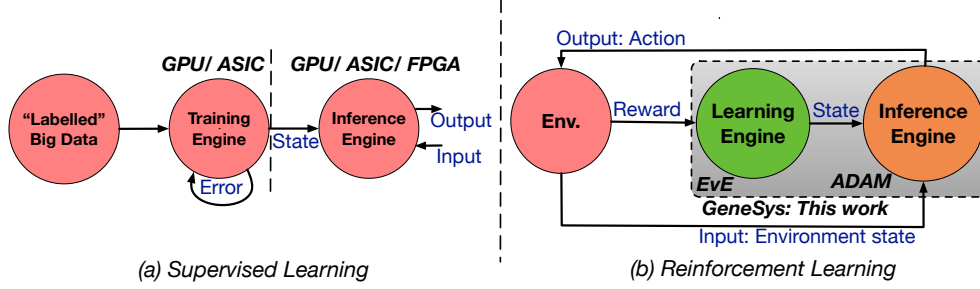 GPU/ ASIC
GPU/ ASIC/ FPGA
“Labelled”
Big Data
Training
Engine
Error
State
Inference
Engine
Output
Input
(a) Supervised Learning
Output: Action
Env.
Reward
Learning
Engine
State
Inference
Engine
EvE
ADAM
GeneSys: This work
Input: Environment state
(b) Reinforcement Learning